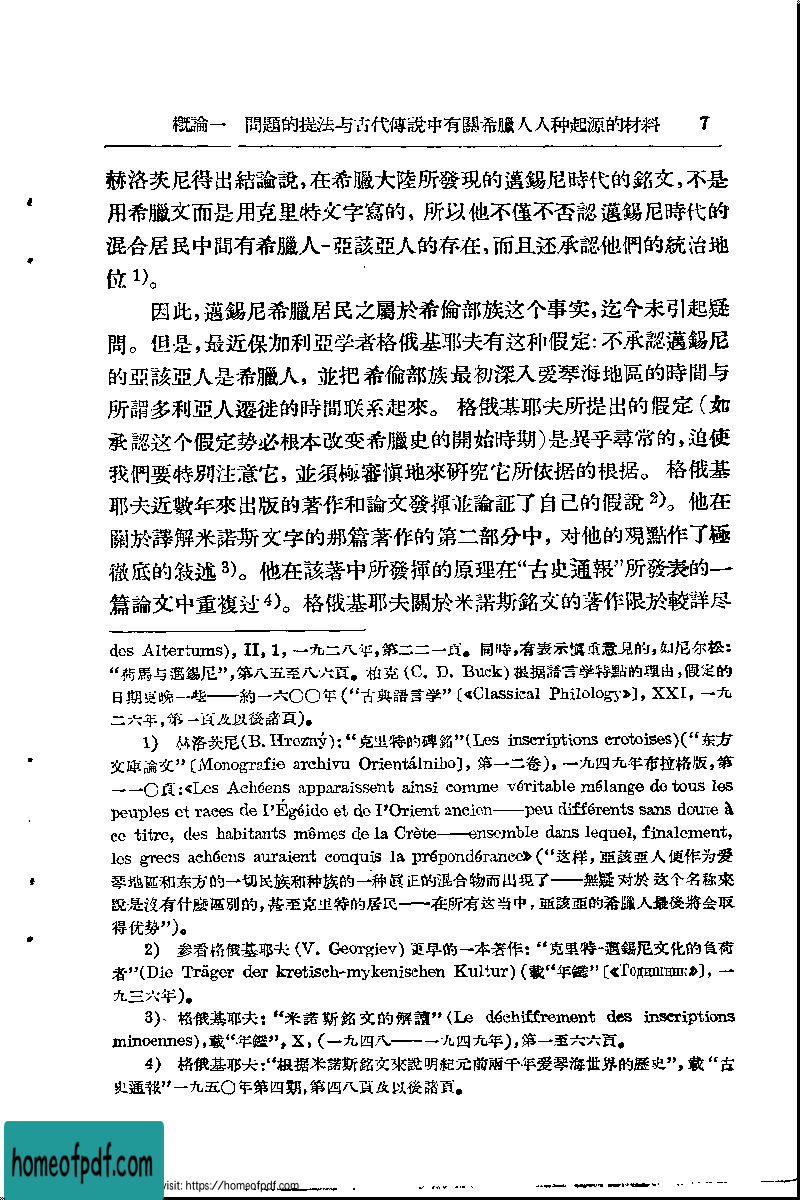 概論一　問題的提法与古代傳說中有關希臘人人种起源的材料　7
赫洛茨尼得出結論說,在希臘大陸所發現的邁錫尼時代的銘文,不是
用希臘文而是用克里特文字寫的, 所以他不僅不否認邁錫尼時代的
混合居民中間有希臘人-亞該亞人的存在,而且还承認他們的統治地
位1)。
因此,邁錫尼希臘居民之屬於希倫部族这个事实,迄今未引起疑
問。但是,最近保加利亞学者格俄基耶夫有这种假定:不承認邁錫尼
的亞該亞人是希臘人, 並把希倫部族最初深入爱琴海地區的時間与
所謂多利亞人遷徙的時間联系起來。 格俄基耶夫所提出的假定(如
承認这个假定势必根本改变希臘史的開始時期)是異乎尋常的,迫使
我們要特別注意它, 並須極審慎地來研究它所依据的根据。 格俄基
耶夫近數年來出版的著作和論文發揮並論証了自己的假說2)。他在
關於譯解米諾斯文字的那篇著作的第二部分中, 对他的观點作了極
徹底的敍述3)。他在該著中所發揮的原理在“古史通報”所發表的一
篇論文中重複过4)。格俄基耶夫關於米諾斯銘文的著作限於較詳尽
des Altertums), II, 1, 一九二八年,第二二一頁。同時,有表示慎重意見的,如尼尔松:
“荷馬与邁錫尼”,第八五至八六頁。柏克(C. D. Buck)根据語言学特點的理由,假定的
日期更晚一些——約一六〇〇年(“古典語言学”〔«Classical Philology»〕, XXI, 一九
二六年,第一頁及以後諸頁)。
1) 赫洛茨尼(B. Hrozný):“克里特的碑銘”(Les inscriptions cretoises)(“东方
文庫論文”〔Monografie archivu Orientálního〕, 第一二卷), 一九四九年布拉格版,第
一一〇頁:«Les Achéens apparaissent ainsi comme véritable mélange de tous les
peuples et races de l'Égéide et de l'Orient ancien——peu différents sans doute à
ce titre, des habitants mêmes de la Crète——ensemble dans lequel, finalement,
les grecs achéens auraient conquis la prépondérance»(“这样, 亞該亞人便作为爱
琴地區和东方的一切民族和种族的一种眞正的混合物而出現了——無疑对於这个名称來
說是沒有什麽區別的,甚至克里特的居民——在所有这当中,亞該亞的希臘人最後將会取
得优势”)。
2) 参看格俄基耶夫(V. Georgiev)更早的一本著作:“克里特-邁錫尼文化的負荷
者”(Die Träger der kretisch-mykenischen Kultur)(載“年鑑”〔«Годишник»〕, 一
九三六年)。
3) 格俄基耶夫:“米諾斯銘文的解讀”(Le déchiffrement des inscriptions
minoennes),載“年鑑”, X, (一九四八——一九四九年),第一至六六頁。
4) 格俄基耶夫:“根据米諾斯銘文來說明紀元前兩千年爱琴海世界的歷史”,載“古
史通報”一九五〇年第四期,第四八頁及以後諸頁。
homeofpdf.com
visit: https://homeofpdf.com